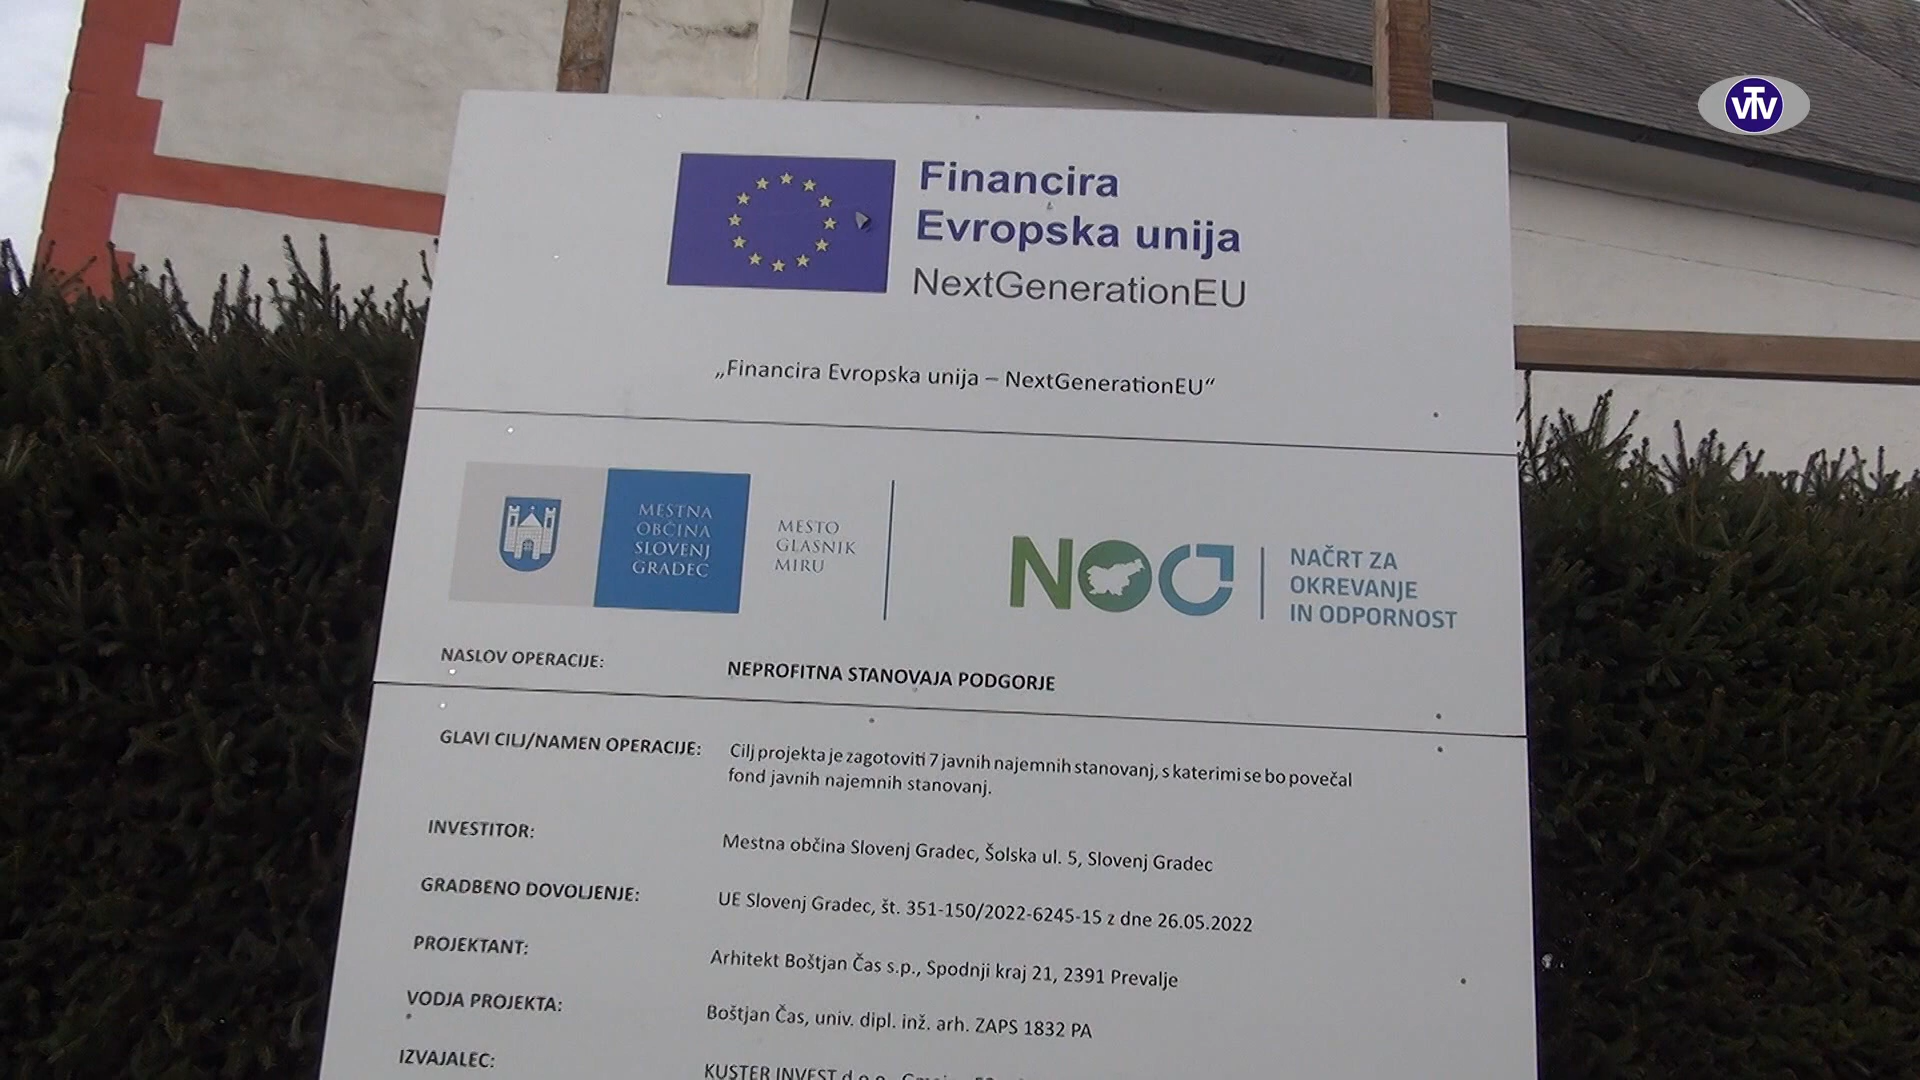 VTV
Financira
Evropska unija
NextGenerationEU
„Financira Evropska unija – NextGenerationEU“
MESTNA
OBČINA
SLOVENJ
GRADEC
MESTO
GLASNIK
MIRU
NOO
NAČRT ZA
OKREVANJE
IN ODPORNOST
NASLOV OPERACIJE: NEPROFITNA STANOVAJA PODGORJE
GLAVI CILJ/NAMEN OPERACIJE: Cilj projekta je zagotoviti 7 javnih najemnih stanovanj, s katerimi se bo povečal
fond javnih najemnih stanovanj.
INVESTITOR: Mestna občina Slovenj Gradec, Šolska ul. 5, Slovenj Gradec
GRADBENO DOVOLJENJE: UE Slovenj Gradec, št. 351-150/2022-6245-15 z dne 26.05.2022
PROJEKTANT: Arhitekt Boštjan Čas s.p., Spodnji kraj 21, 2391 Prevalje
VODJA PROJEKTA: Boštjan Čas, univ. dipl. inž. arh. ZAPS 1832 PA
IZVAJALEC: KUSTER INVEST d.o.o.